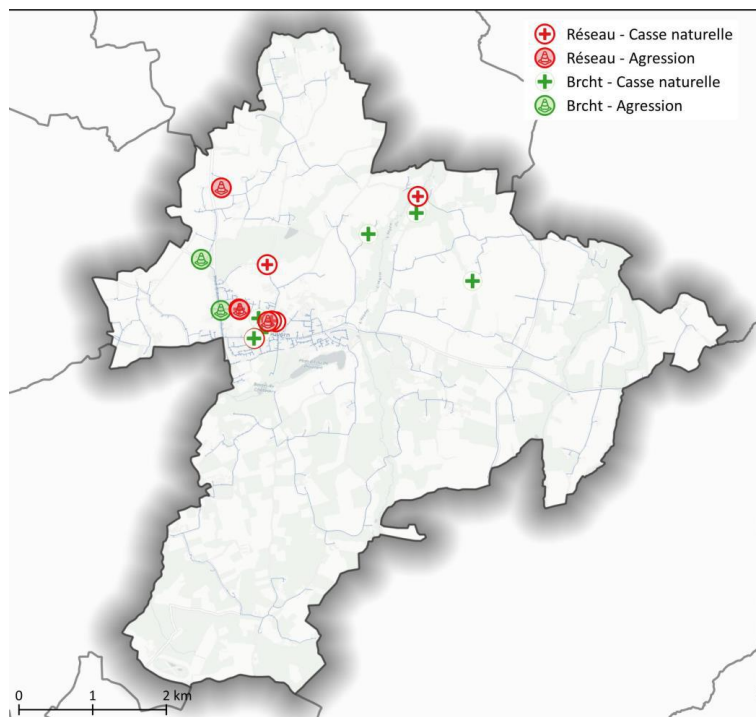 Réseau - Casse naturelle
Réseau - Agression
Brcht - Casse naturelle
Brcht - Agression
0 1 2 km